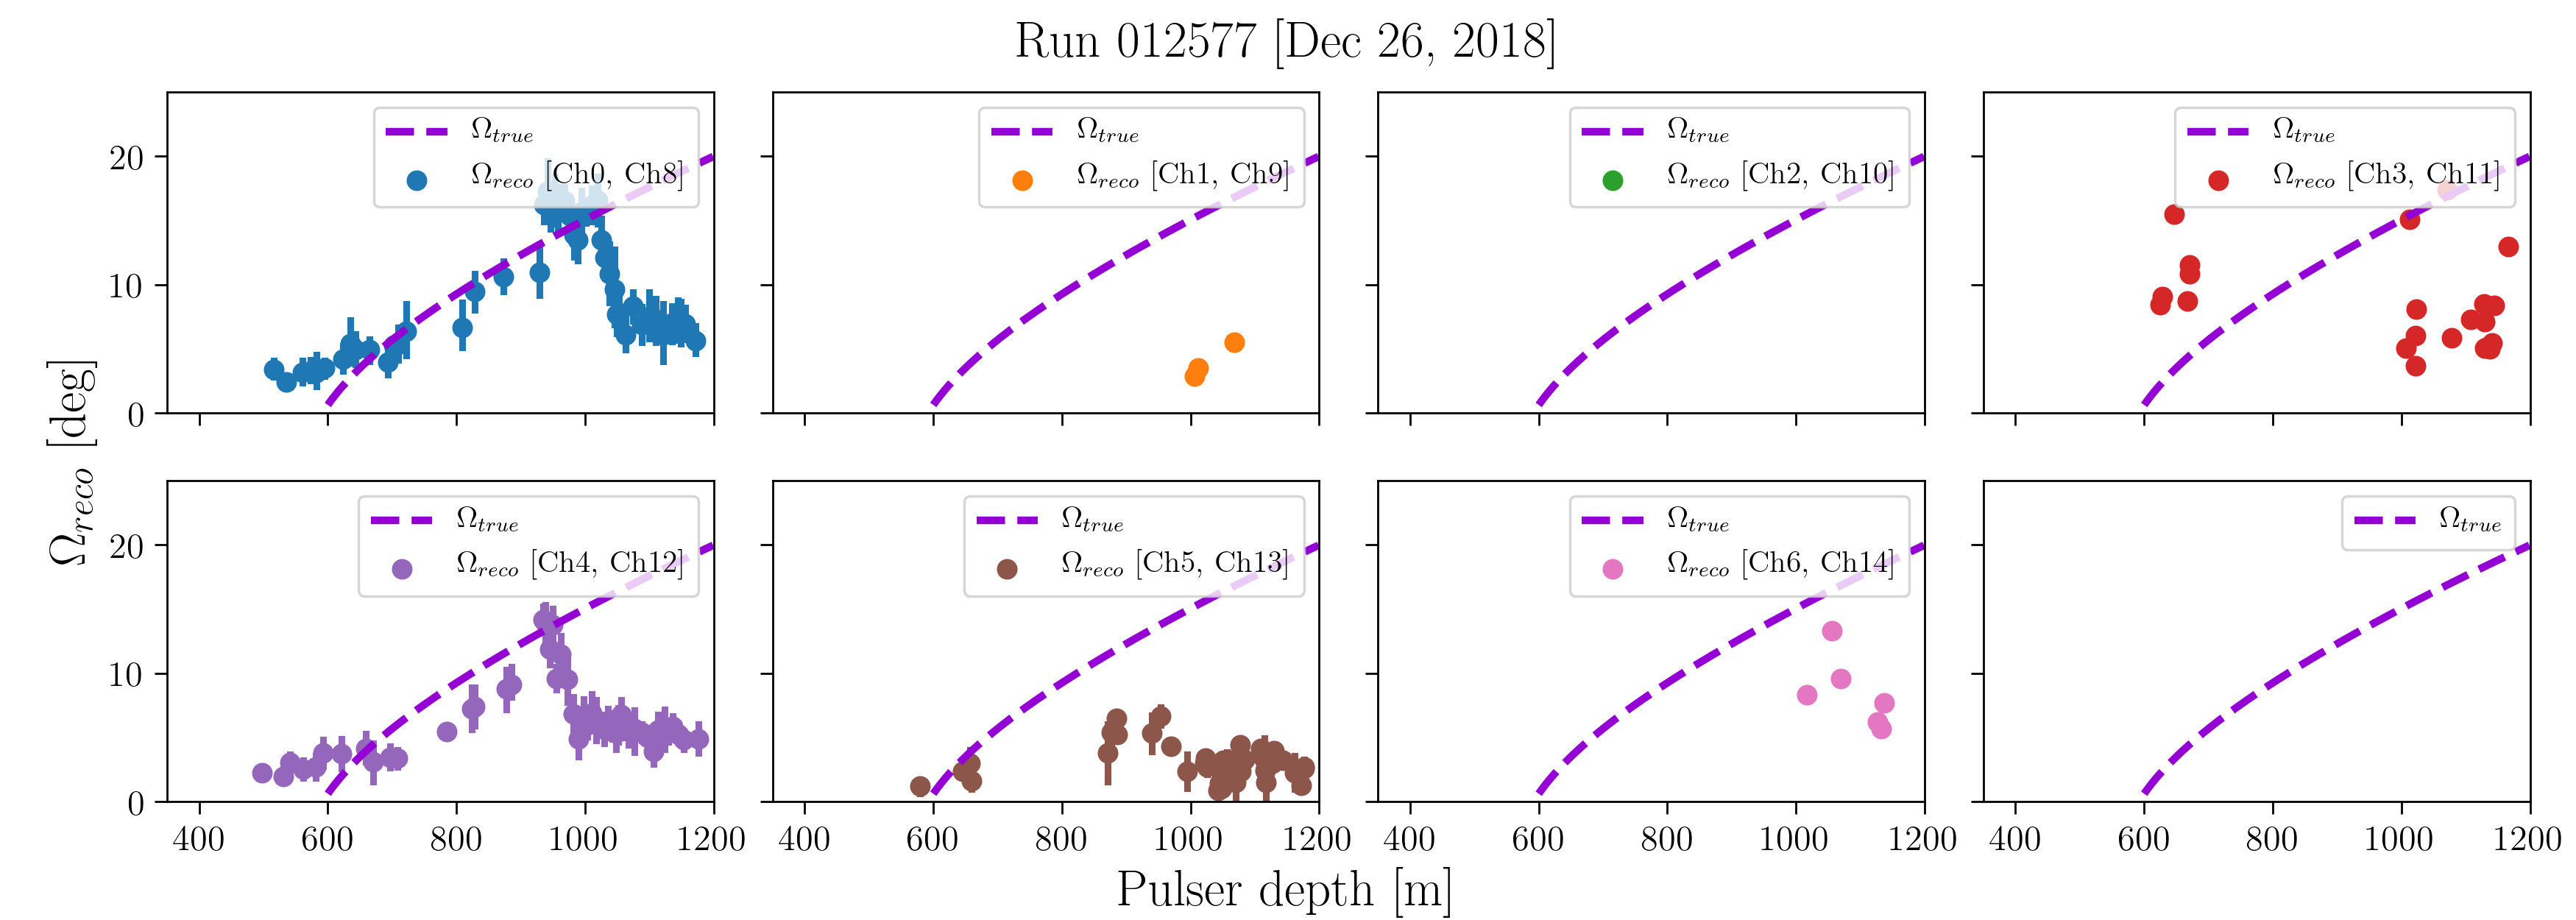 Run 012577 [Dec 26, 2018]
Ω_true
Ω_reco [Ch0, Ch8]
Ω_true
Ω_reco [Ch1, Ch9]
Ω_true
Ω_reco [Ch2, Ch10]
Ω_true
Ω_reco [Ch3, Ch11]
20
10
0
Ω_reco [deg]
Ω_true
Ω_reco [Ch4, Ch12]
Ω_true
Ω_reco [Ch5, Ch13]
Ω_true
Ω_reco [Ch6, Ch14]
Ω_true
20
10
0
400 600 800 1000 1200
400 600 800 1000 1200
400 600 800 1000 1200
400 600 800 1000 1200
Pulser depth [m]